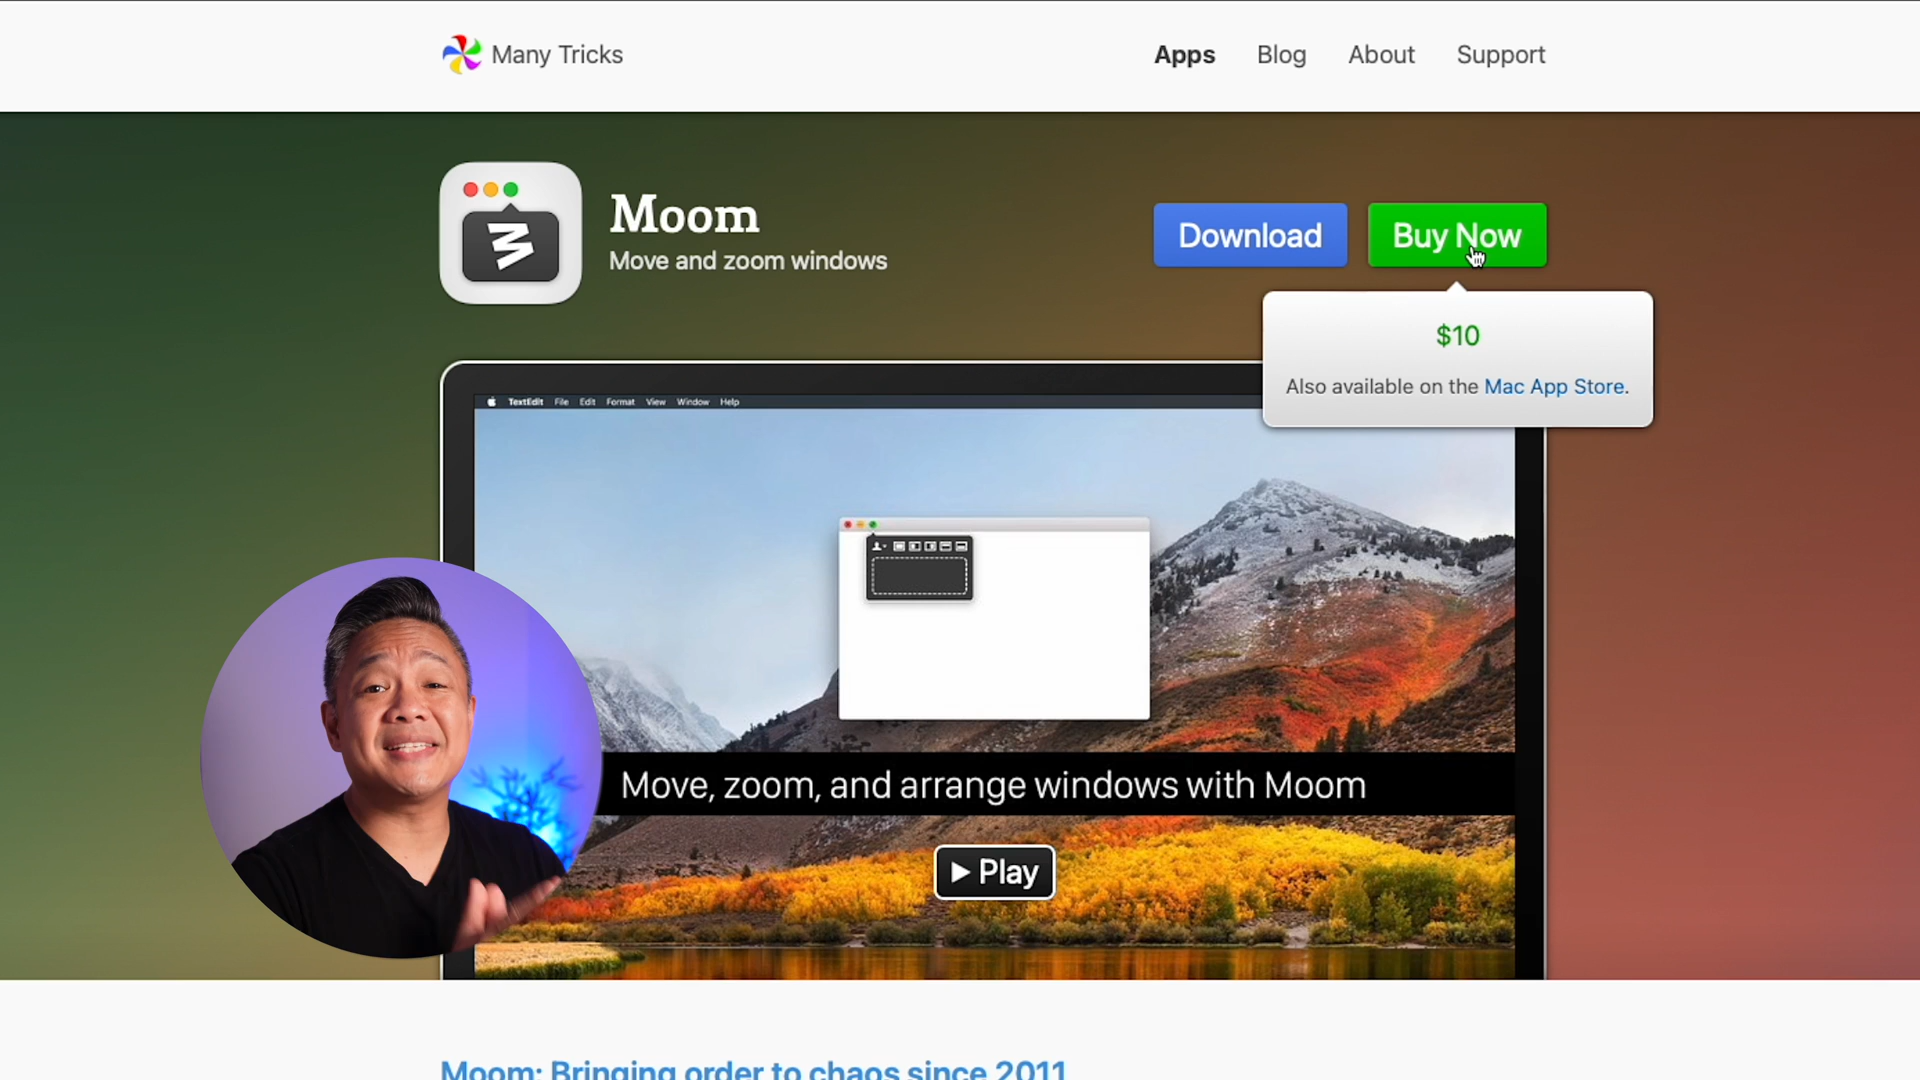 Many Tricks
Apps Blog About Support
Moom
Move and zoom windows
Download
Buy Now
$10
Also available on the Mac App Store.
TextEdit File Edit Format View Window Help
Move, zoom, and arrange windows with Moom
Play
Moom: Bringing order to chaos since 2011